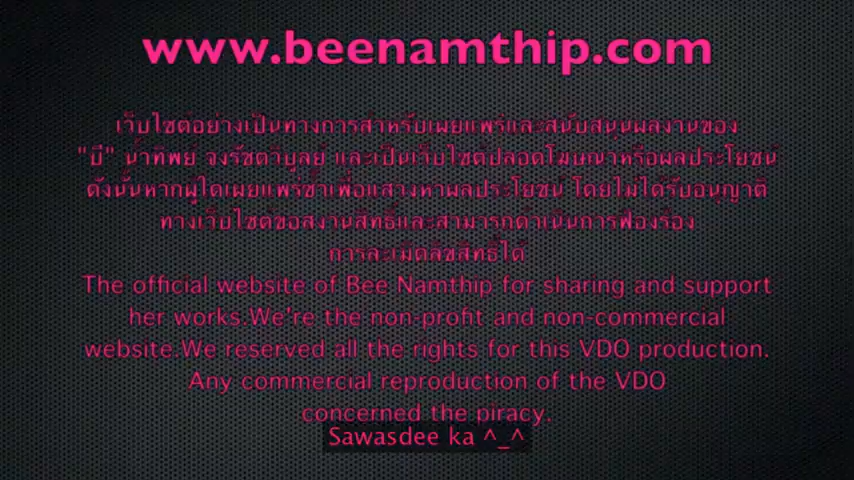 www.beenamthip.com
เว็บไซต์อย่างเป็นทางการสำหรับเผยแพร่และสนับสนุนผลงานของ
"บี" น้ำทิพย์ จงรัชตวิบูลย์ และเป็นเว็บไซต์ปลอดโฆษณาหรือผลประโยชน์
ดังนั้นหากผู้ใดเผยแพร่ซ้ำเพื่อแสวงหาผลประโยชน์ โดยไม่ได้รับอนุญาติ
ทางเว็บไซต์ขอสงวนสิทธิ์และสามารถดำเนินการฟ้องร้อง
การละเมิดลิขสิทธิ์ได้
The official website of Bee Namthip for sharing and support
her works.We're the non-profit and non-commercial
website.We reserved all the rights for this VDO production.
Any commercial reproduction of the VDO
concerned the piracy.
Sawasdee ka ^_^